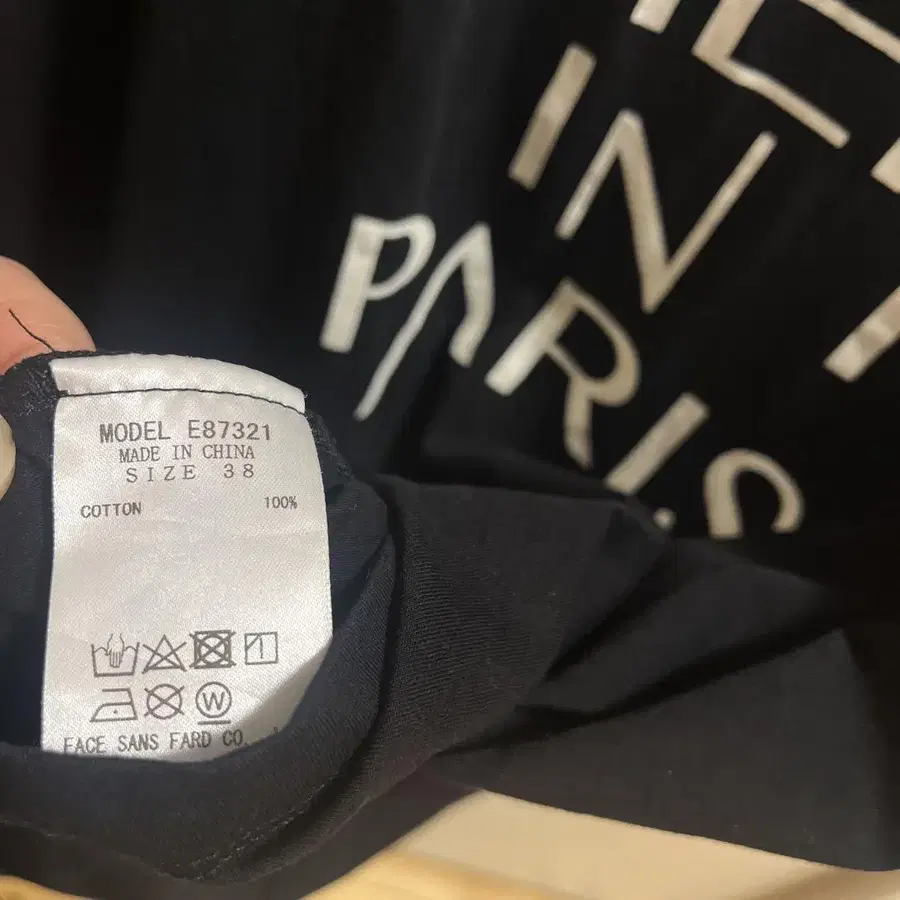 IN
PARIS
MODEL E87321
MADE IN CHINA
SIZE 38
COTTON 100%
W
FACE SANS FARD CO.